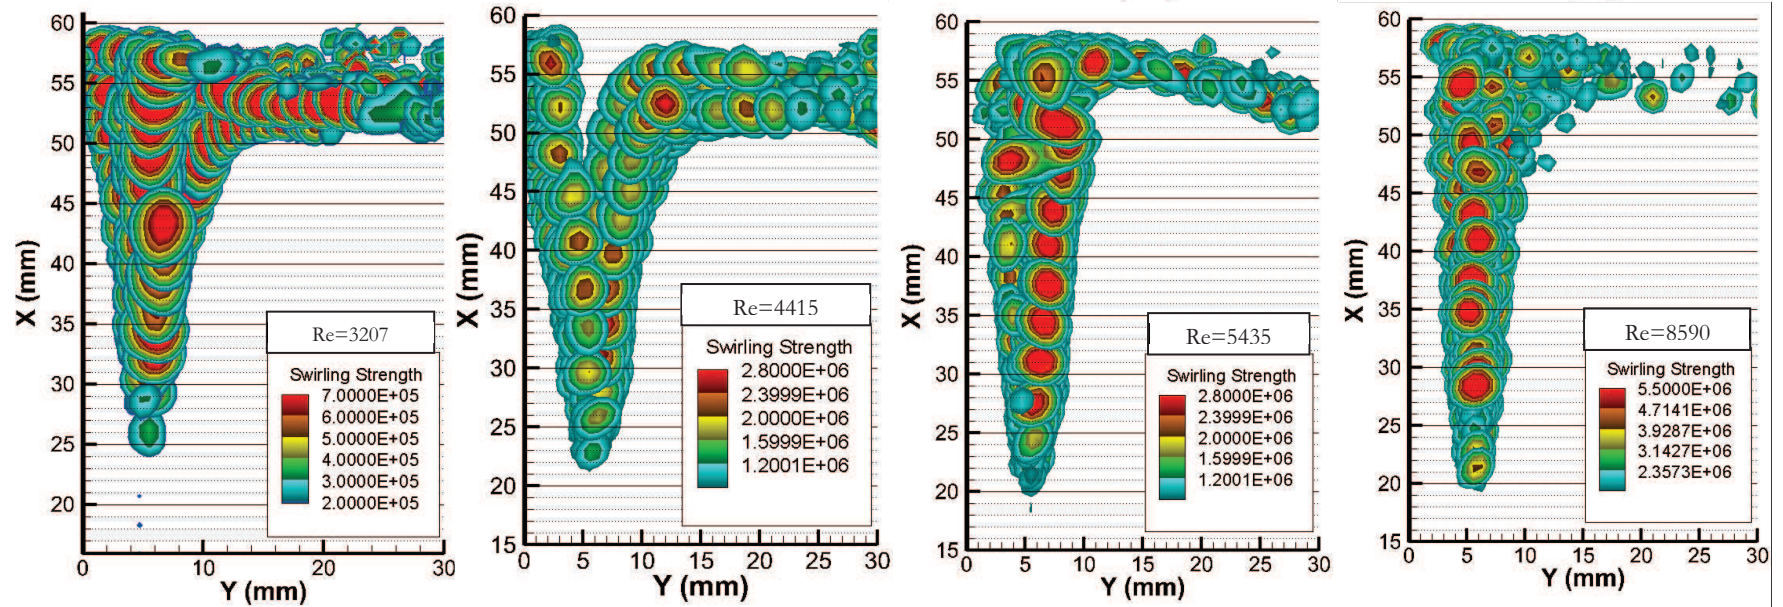 60
55
50
45
40
35
30
25
20
X (mm)
0
10
20
30
Y (mm)
Re=3207
Swirling Strength
7.0000E+05
6.0000E+05
5.0000E+05
4.0000E+05
3.0000E+05
2.0000E+05
60
55
50
45
40
35
30
25
20
15
X (mm)
0
5
10
15
20
25
30
Y (mm)
Re=4415
Swirling Strength
2.8000E+06
2.3999E+06
2.0000E+06
1.5999E+06
1.2001E+06
60
55
50
45
40
35
30
25
20
15
X (mm)
0
5
10
15
20
25
30
Y (mm)
Re=5435
Swirling Strength
2.8000E+06
2.3999E+06
2.0000E+06
1.5999E+06
1.2001E+06
60
55
50
45
40
35
30
25
20
15
X (mm)
0
5
10
15
20
25
30
Y (mm)
Re=8590
Swirling Strength
5.5000E+06
4.7141E+06
3.9287E+06
3.1427E+06
2.3573E+06